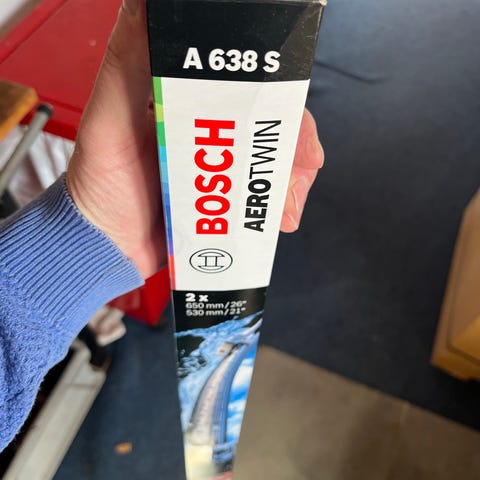 A 638 S
BOSCH
AEROTWIN
2 x
650 mm/26"
530 mm/21"